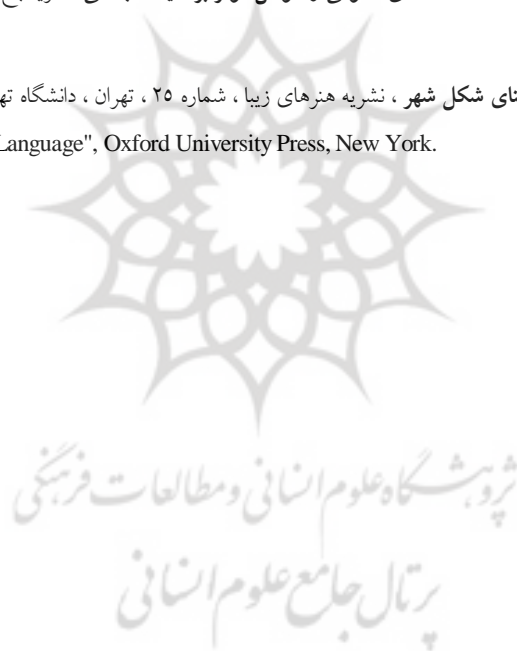 نای شکل شهر ، نشریه هنرهای زیبا ، شماره ۲۵ ، تهران ، دانشگاه ته
Language", Oxford University Press, New York.
پژوهشگاه علوم انسانی و مطالعات فرهنگی
پرتال جامع علوم انسانی